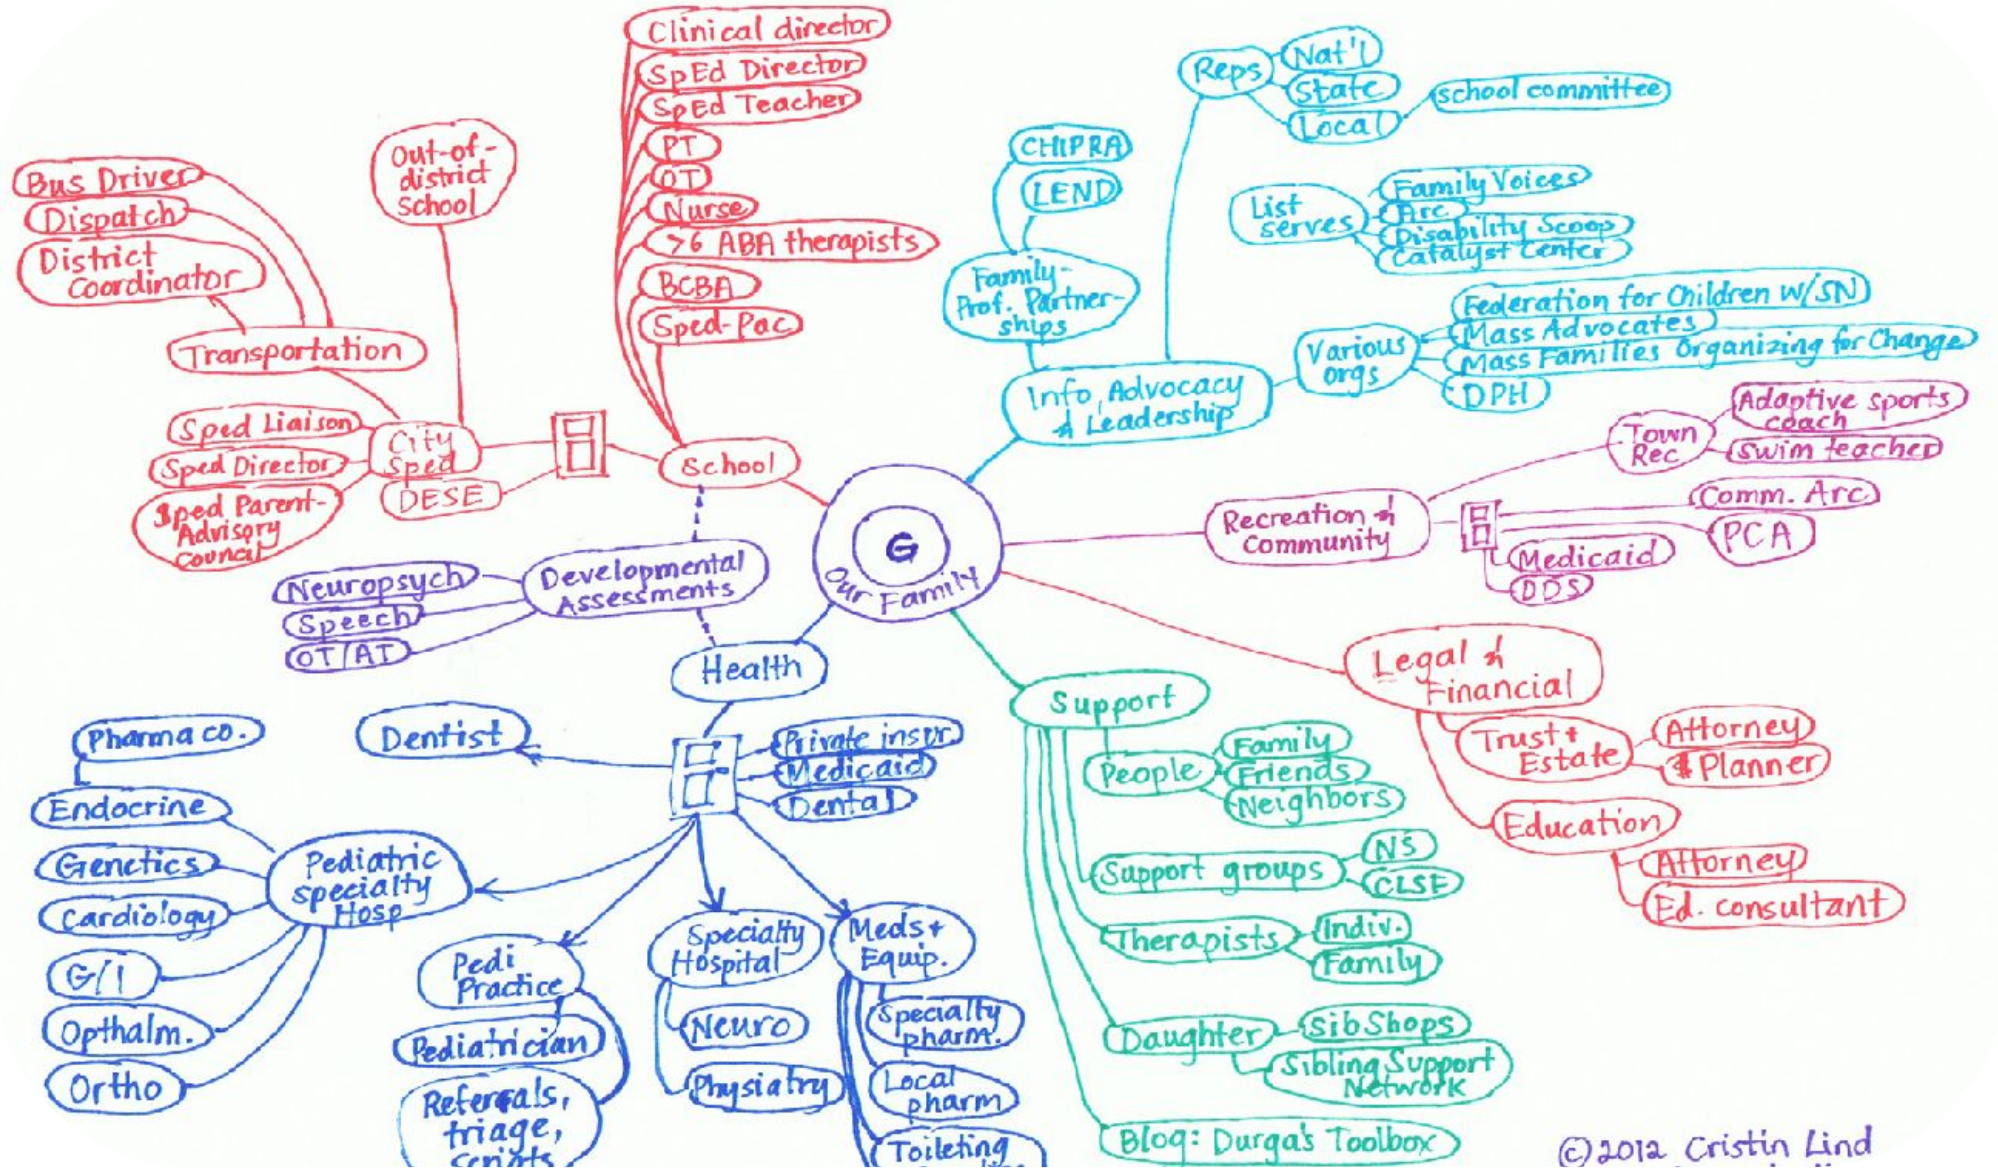 Clinical director
SpEd Director
SpEd Teacher
PT
OT
Nurse
>6 ABA therapists
BCBA
Sped-Pac
School
Out-of-
district
School
Bus Driver
Dispatch
District
Coordinator
Transportation
Sped Liaison
Sped Director
Sped Parent-
Advisory
Council
City
Sped
DESE
Reps
Nat'l
State
Local
school committee
CHIPRA
LEND
Family-
Prof. Partner-
ships
List
serves
Family Voices
Arc
Disability Scoop
Catalyst Center
Various
orgs
Federation for Children w/SN
Mass Advocates
Mass Families Organizing for Change
DPH
Info, Advocacy
& Leadership
G
Our Family
Recreation &
Community
Town
Rec
Adaptive sports
coach
Swim teacher
Comm. Arc
PCA
Medicaid
DDS
Developmental
Assessments
Neuropsych
Speech
OT/AT
Health
Dentist
Private insur.
Medicaid
Dental
Pharma co.
Endocrine
Genetics
Cardiology
G/I
Opthalm.
Ortho
Pediatric
specialty
Hosp
Pedi
Practice
Pediatrician
Referrals,
triage,
scripts
Specialty
Hospital
Neuro
Physiatry
Meds +
Equip.
Specialty
pharm.
Local
pharm
Toileting
Support
People
Family
Friends
Neighbors
Support groups
NS
CLSE
Therapists
Indiv.
Family
Daughter
SibShops
Sibling Support
Network
Blog: Durga's Toolbox
Legal &
Financial
Trust +
Estate
Attorney
$ Planner
Education
Attorney
Ed. consultant
©2012 Cristin Lind